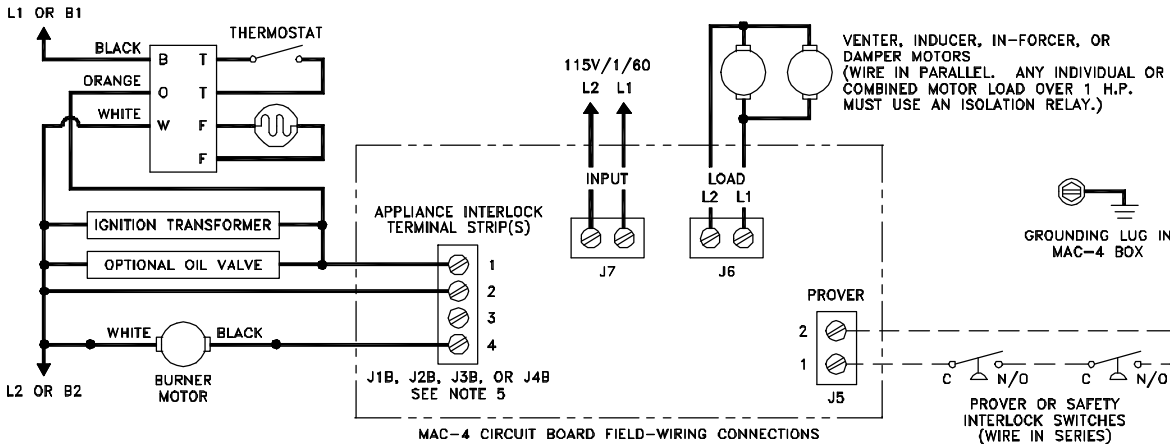 L1 OR B1
BLACK
ORANGE
WHITE
B T
O T
W F
F
THERMOSTAT
IGNITION TRANSFORMER
OPTIONAL OIL VALVE
WHITE
BLACK
BURNER
MOTOR
L2 OR B2
APPLIANCE INTERLOCK
TERMINAL STRIP(S)
1
2
3
4
J1B, J2B, J3B, OR J4B
SEE NOTE 5
115V/1/60
L2 L1
INPUT
J7
LOAD
L2 L1
J6
VENTER, INDUCER, IN-FORCER, OR
DAMPER MOTORS
(WIRE IN PARALLEL. ANY INDIVIDUAL OR
COMBINED MOTOR LOAD OVER 1 H.P.
MUST USE AN ISOLATION RELAY.)
GROUNDING LUG IN
MAC-4 BOX
PROVER
2
1
J5
C N/O
C N/O
PROVER OR SAFETY
INTERLOCK SWITCHES
(WIRE IN SERIES)
MAC-4 CIRCUIT BOARD FIELD-WIRING CONNECTIONS